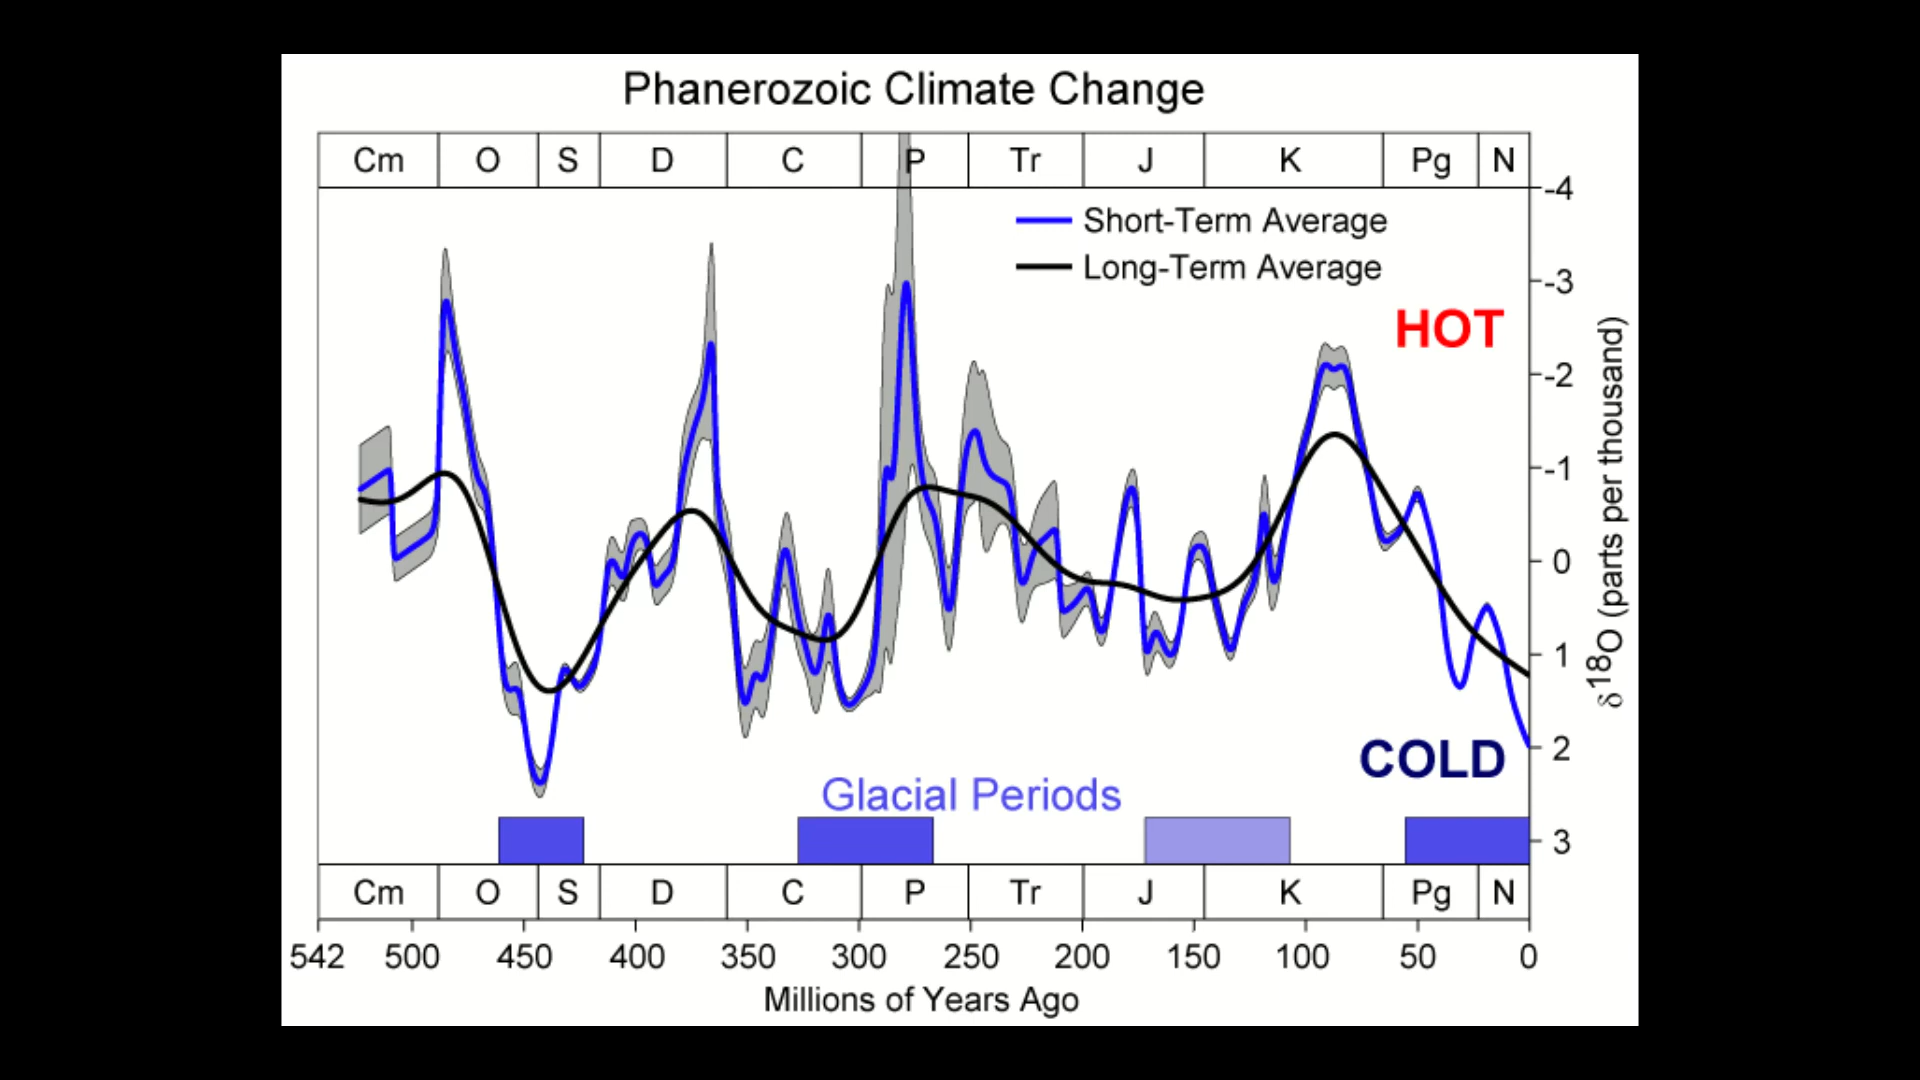 Phanerozoic Climate Change
Cm O S D C P Tr J K Pg N
-4
Short-Term Average
Long-Term Average
-3
HOT
-2
-1
0
1
2
3
δ18O (parts per thousand)
COLD
Glacial Periods
Cm O S D C P Tr J K Pg N
542 500 450 400 350 300 250 200 150 100 50 0
Millions of Years Ago